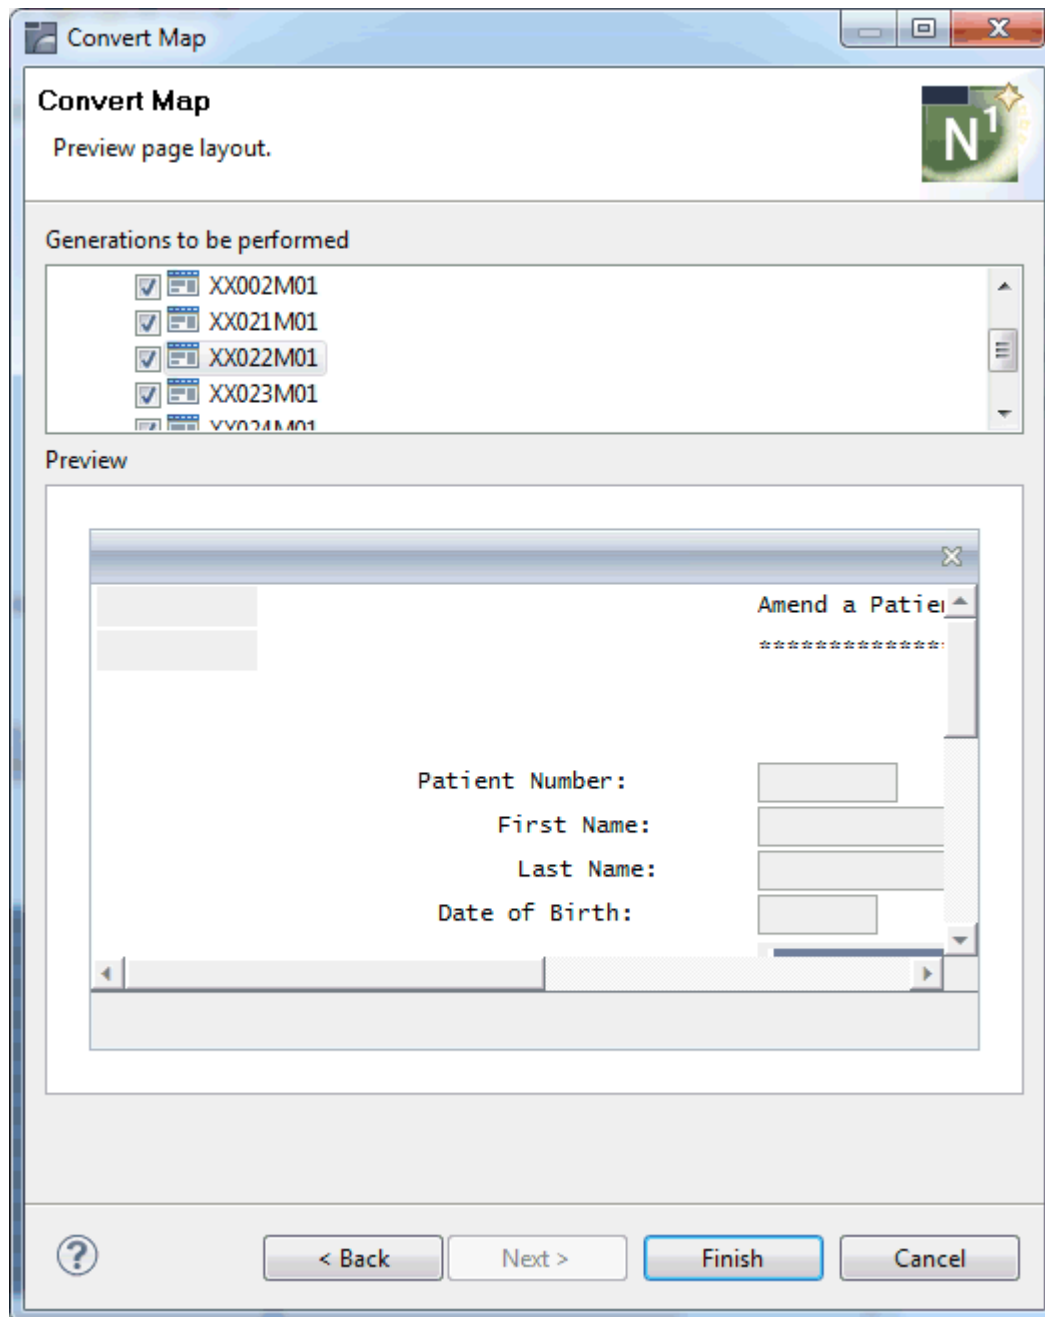 Convert Map
Convert Map
Preview page layout.
N1
Generations to be performed
XX002M01
XX021M01
XX022M01
XX023M01
XX024M01
Preview
Amend a Patie
**************
Patient Number:
First Name:
Last Name:
Date of Birth:
?
< Back
Next >
Finish
Cancel